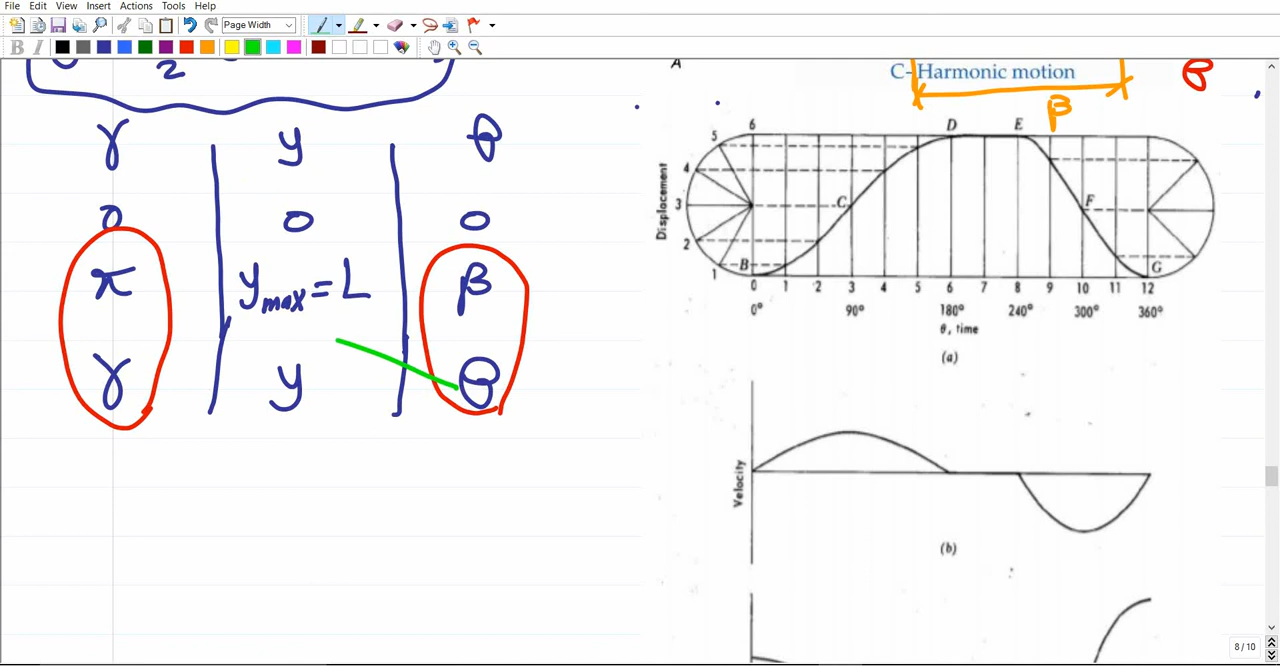 File Edit View Insert Actions Tools Help
Page Width
B I
2
γ y θ
0 0 0
π y max = L β
γ y θ
A
C- Harmonic motion
θ
β
6 D E
5
4
3 C F
2
1 B G
Displacement
0 1 2 3 4 5 6 7 8 9 10 11 12
0° 90° 180° 240° 300° 360°
θ, time
(a)
Velocity
(b)
8 / 10